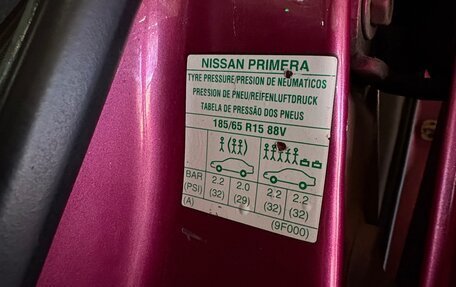 NISSAN PRIMERA
TYRE PRESSURE/PRESION DE NEUMATICOS
PRESSION DE PNEU/REIFENLUFTDRUCK
TABELA DE PRESSÃO DOS PNEUS
185/65 R15 88V
BAR 2.2 2.0 2.2 2.2
(PSI) (32) (29) (32) (32)
(A) (9F000)